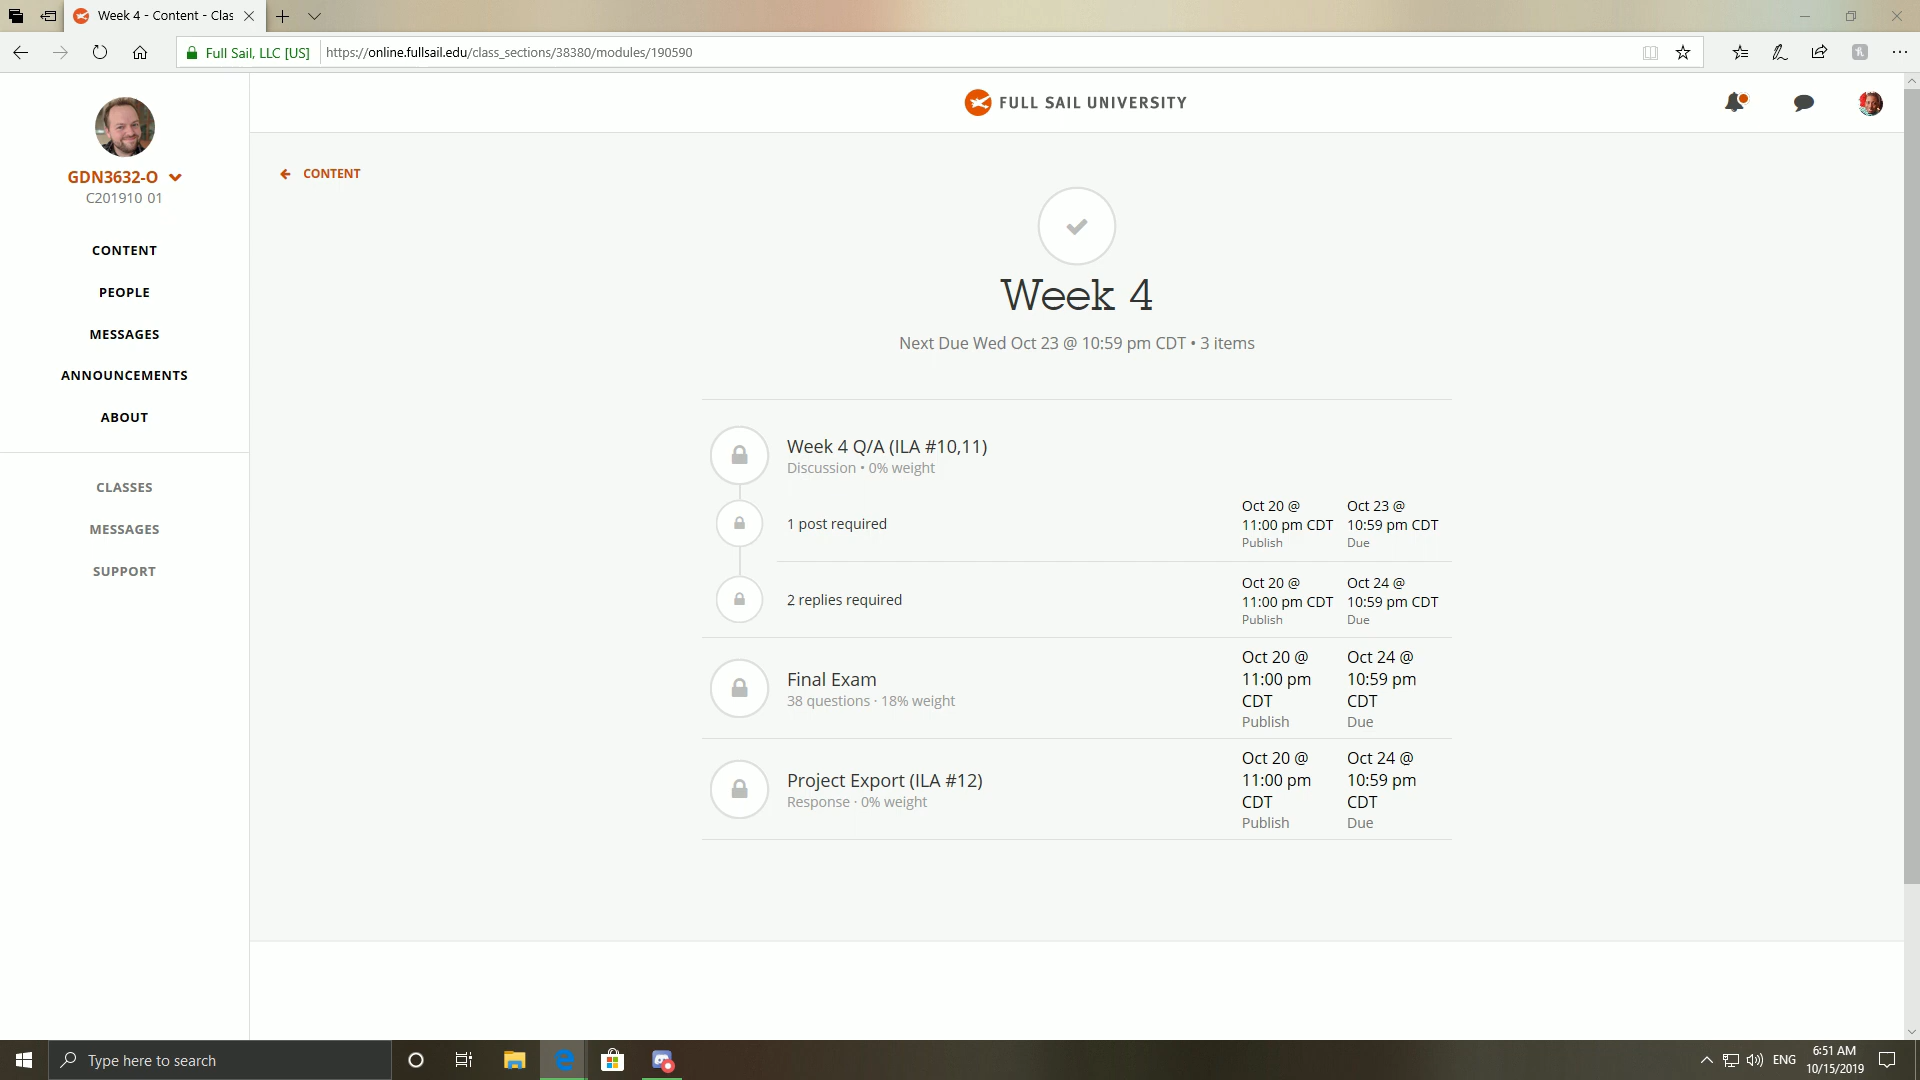 Week 4 - Content - Clas
Full Sail, LLC [US]
https://online.fullsail.edu/class_sections/38380/modules/190590
FULL SAIL UNIVERSITY
GDN3632-O
C201910 01
CONTENT
PEOPLE
MESSAGES
ANNOUNCEMENTS
ABOUT
CLASSES
MESSAGES
SUPPORT
CONTENT
Week 4
Next Due Wed Oct 23 @ 10:59 pm CDT • 3 items
Week 4 Q/A (ILA #10,11)
Discussion • 0% weight
1 post required
Oct 20 @
11:00 pm CDT
Publish
Oct 23 @
10:59 pm CDT
Due
2 replies required
Oct 20 @
11:00 pm CDT
Publish
Oct 24 @
10:59 pm CDT
Due
Final Exam
38 questions · 18% weight
Oct 20 @
11:00 pm
CDT
Publish
Oct 24 @
10:59 pm
CDT
Due
Project Export (ILA #12)
Response · 0% weight
Oct 20 @
11:00 pm
CDT
Publish
Oct 24 @
10:59 pm
CDT
Due
Type here to search
ENG
6:51 AM
10/15/2019